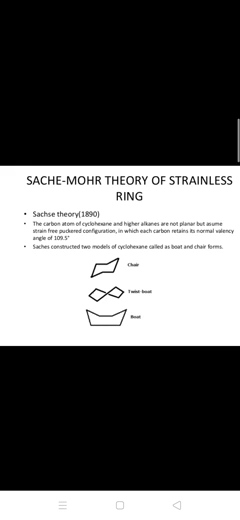 SACHE-MOHR THEORY OF STRAINLESS
RING
• Sachse theory(1890)
• The carbon atom of cyclohexane and higher alkanes are not planar but asume
strain free puckered configuration, in which each carbon retains its normal valency
angle of 109.5°
• Saches constructed two models of cyclohexane called as boat and chair forms.
Chair
Twist-boat
Boat